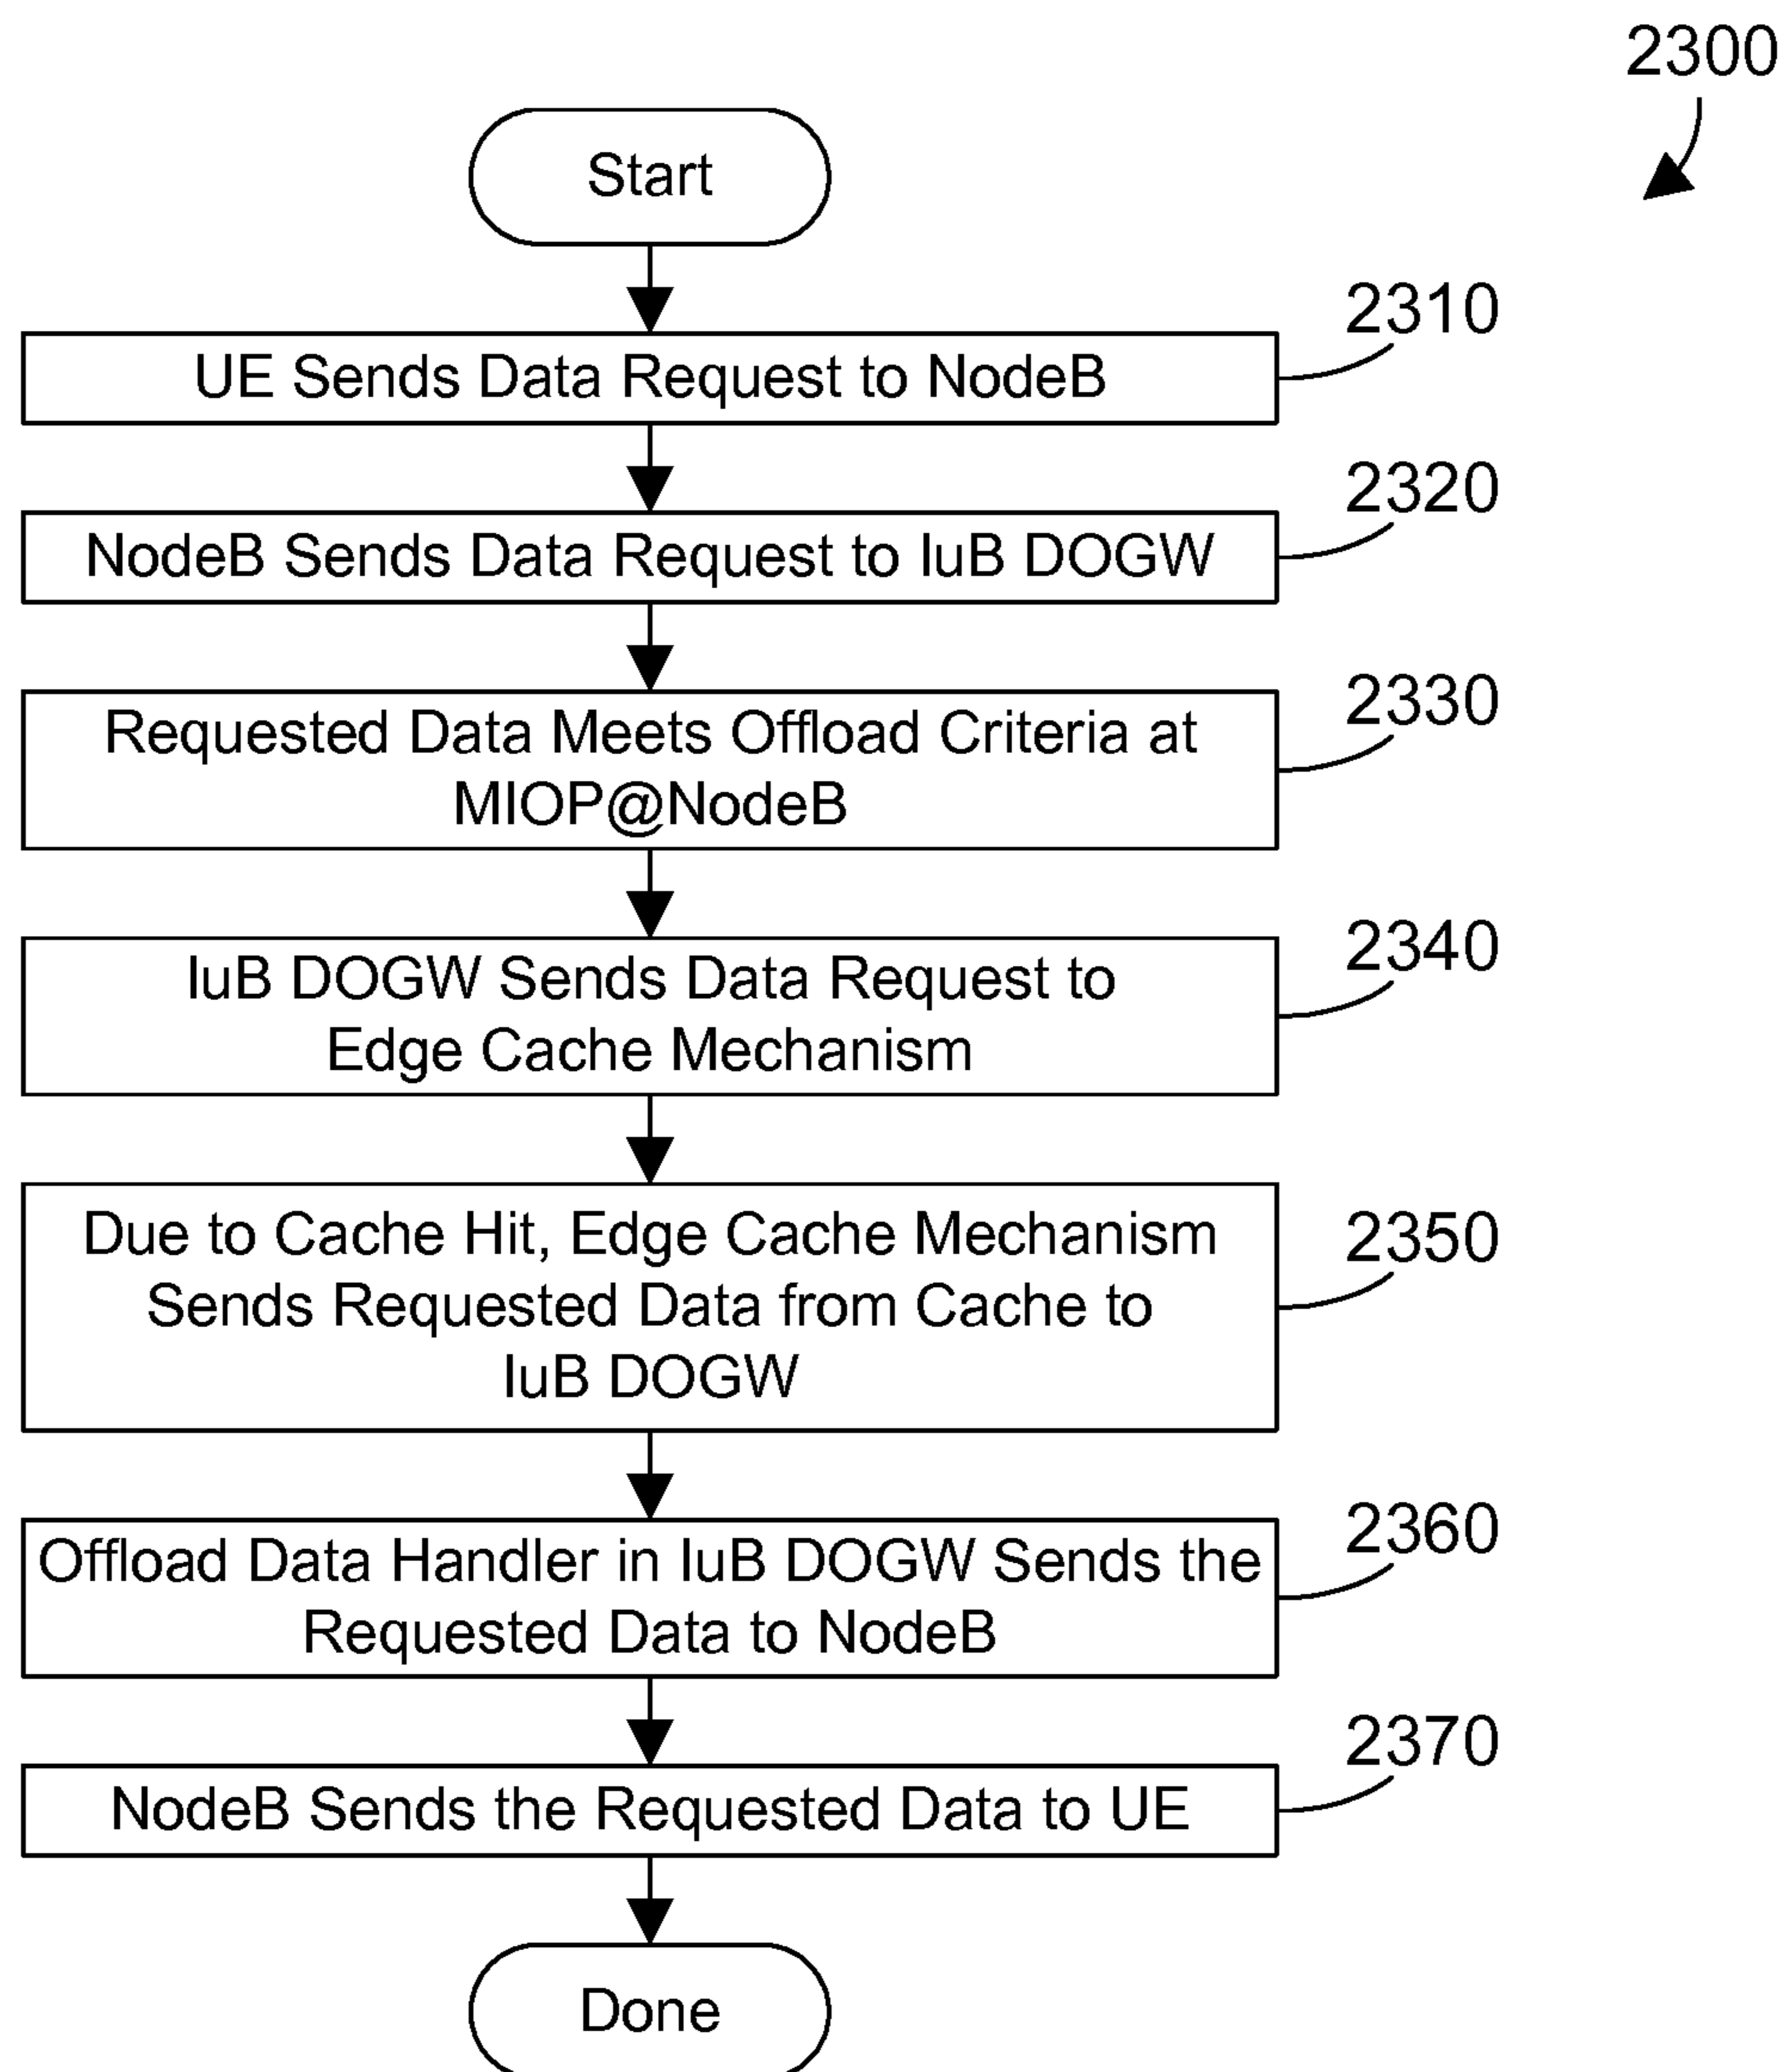 2300
Start
2310
UE Sends Data Request to NodeB
2320
NodeB Sends Data Request to IuB DOGW
2330
Requested Data Meets Offload Criteria at
MIOP@NodeB
2340
IuB DOGW Sends Data Request to
Edge Cache Mechanism
2350
Due to Cache Hit, Edge Cache Mechanism
Sends Requested Data from Cache to
IuB DOGW
2360
Offload Data Handler in IuB DOGW Sends the
Requested Data to NodeB
2370
NodeB Sends the Requested Data to UE
Done